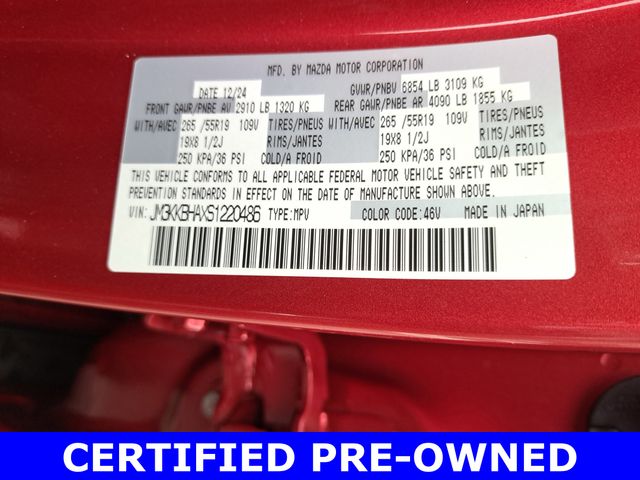 MFD. BY MAZDA MOTOR CORPORATION
DATE 12/24 GVWR/PNBV 6854 LB 3109 KG
FRONT GAWR/PNBE AV 2910 LB 1320 KG REAR GAWR/PNBE AR 4090 LB 1855 KG
WITH/AVEC 265 /55R19 109V TIRES/PNEUS WITH/AVEC 265 /55R19 109V TIRES/PNEUS
19X8 1/2J RIMS/JANTES 19X8 1/2J RIMS/JANTES
250 KPA/36 PSI COLD/A FROID 250 KPA/36 PSI COLD/A FROID
THIS VEHICLE CONFORMS TO ALL APPLICABLE FEDERAL MOTOR VEHICLE SAFETY AND THEFT
PREVENTION STANDARDS IN EFFECT ON THE DATE OF MANUFACTURE SHOWN ABOVE.
VIN: JM3KKBHAXS1220486 TYPE:MPV COLOR CODE:46V MADE IN JAPAN
CERTIFIED PRE-OWNED